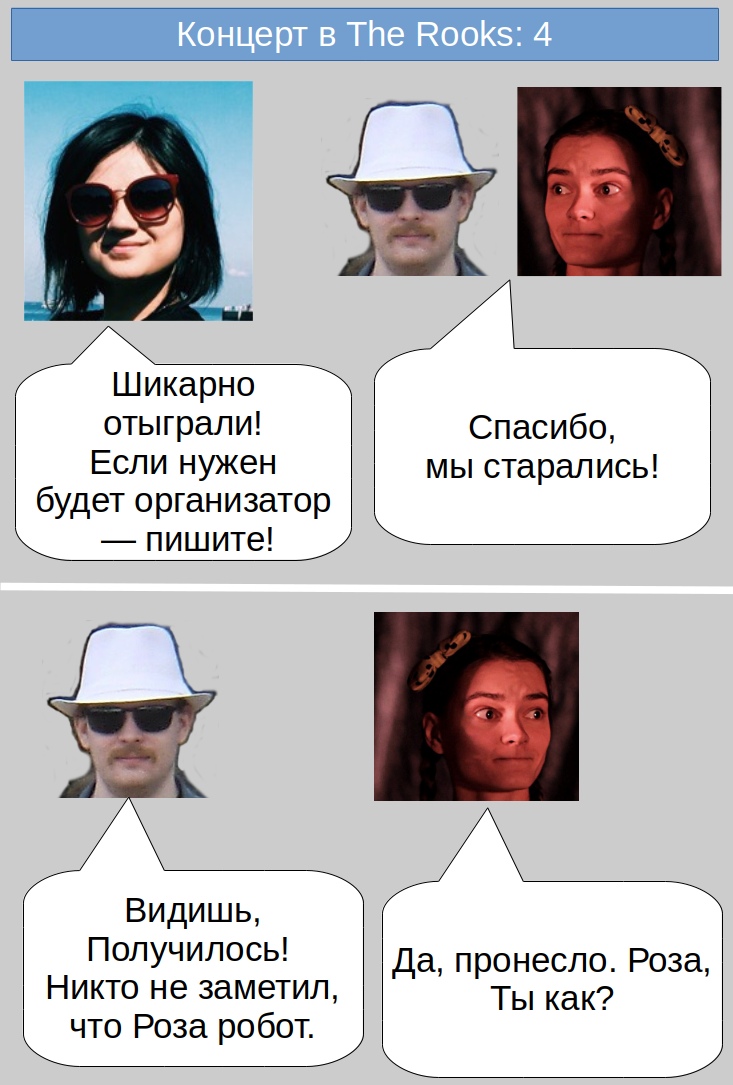 Концерт в The Rooks: 4
Шикарно
отыграли!
Если нужен
будет организатор
— пишите!
Спасибо,
мы старались!
Видишь,
Получилось!
Никто не заметил,
что Роза робот.
Да, пронесло. Роза,
Ты как?